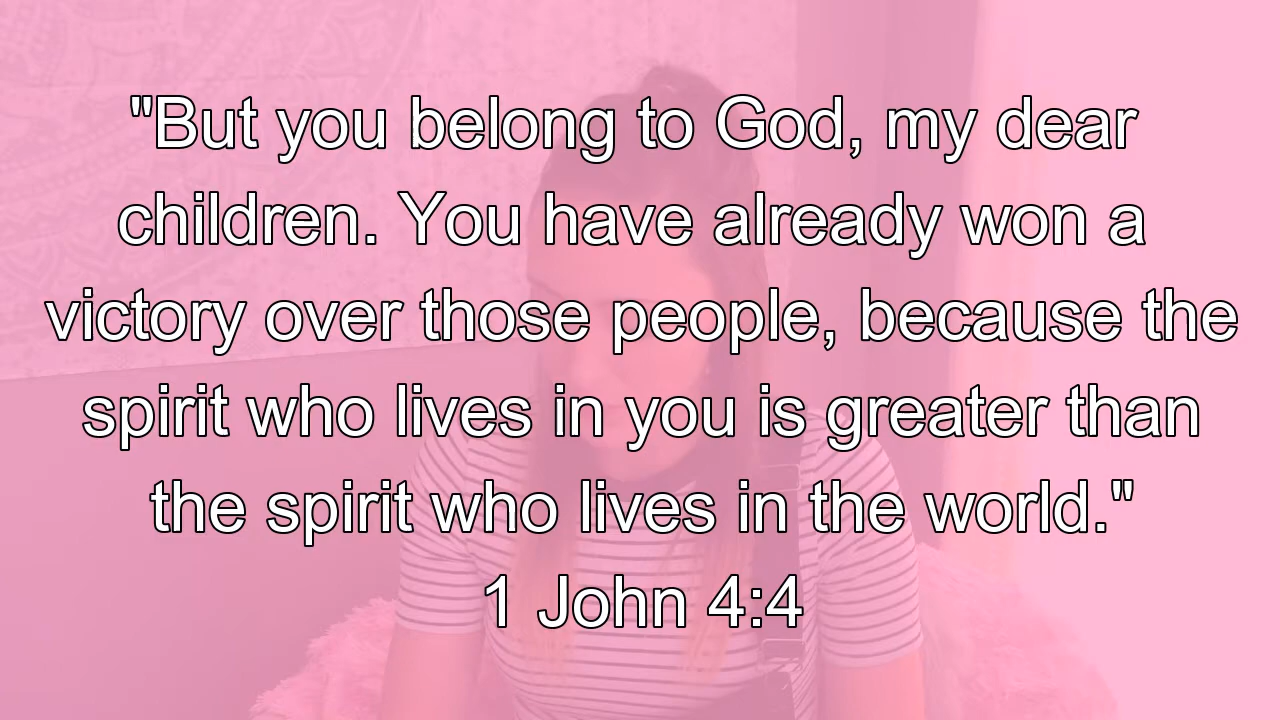 "But you belong to God, my dear
children. You have already won a
victory over those people, because the
spirit who lives in you is greater than
the spirit who lives in the world."
1 John 4:4